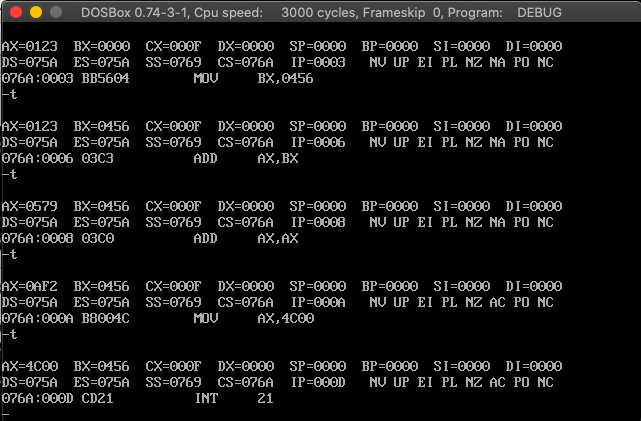 DOSBox 0.74-3-1, Cpu speed: 3000 cycles, Frameskip 0, Program: DEBUG
AX=0123 BX=0000 CX=000F DX=0000 SP=0000 BP=0000 SI=0000 DI=0000
DS=075A ES=075A SS=0769 CS=076A IP=0003 NV UP EI PL NZ NA PO NC
076A:0003 BB5604 MOV BX,0456
-t
AX=0123 BX=0456 CX=000F DX=0000 SP=0000 BP=0000 SI=0000 DI=0000
DS=075A ES=075A SS=0769 CS=076A IP=0006 NV UP EI PL NZ NA PO NC
076A:0006 03C3 ADD AX,BX
-t
AX=0579 BX=0456 CX=000F DX=0000 SP=0000 BP=0000 SI=0000 DI=0000
DS=075A ES=075A SS=0769 CS=076A IP=0008 NV UP EI PL NZ NA PO NC
076A:0008 03C0 ADD AX,AX
-t
AX=0AF2 BX=0456 CX=000F DX=0000 SP=0000 BP=0000 SI=0000 DI=0000
DS=075A ES=075A SS=0769 CS=076A IP=000A NV UP EI PL NZ AC PO NC
076A:000A B8004C MOV AX,4C00
-t
AX=4C00 BX=0456 CX=000F DX=0000 SP=0000 BP=0000 SI=0000 DI=0000
DS=075A ES=075A SS=0769 CS=076A IP=000D NV UP EI PL NZ AC PO NC
076A:000D CD21 INT 21
-